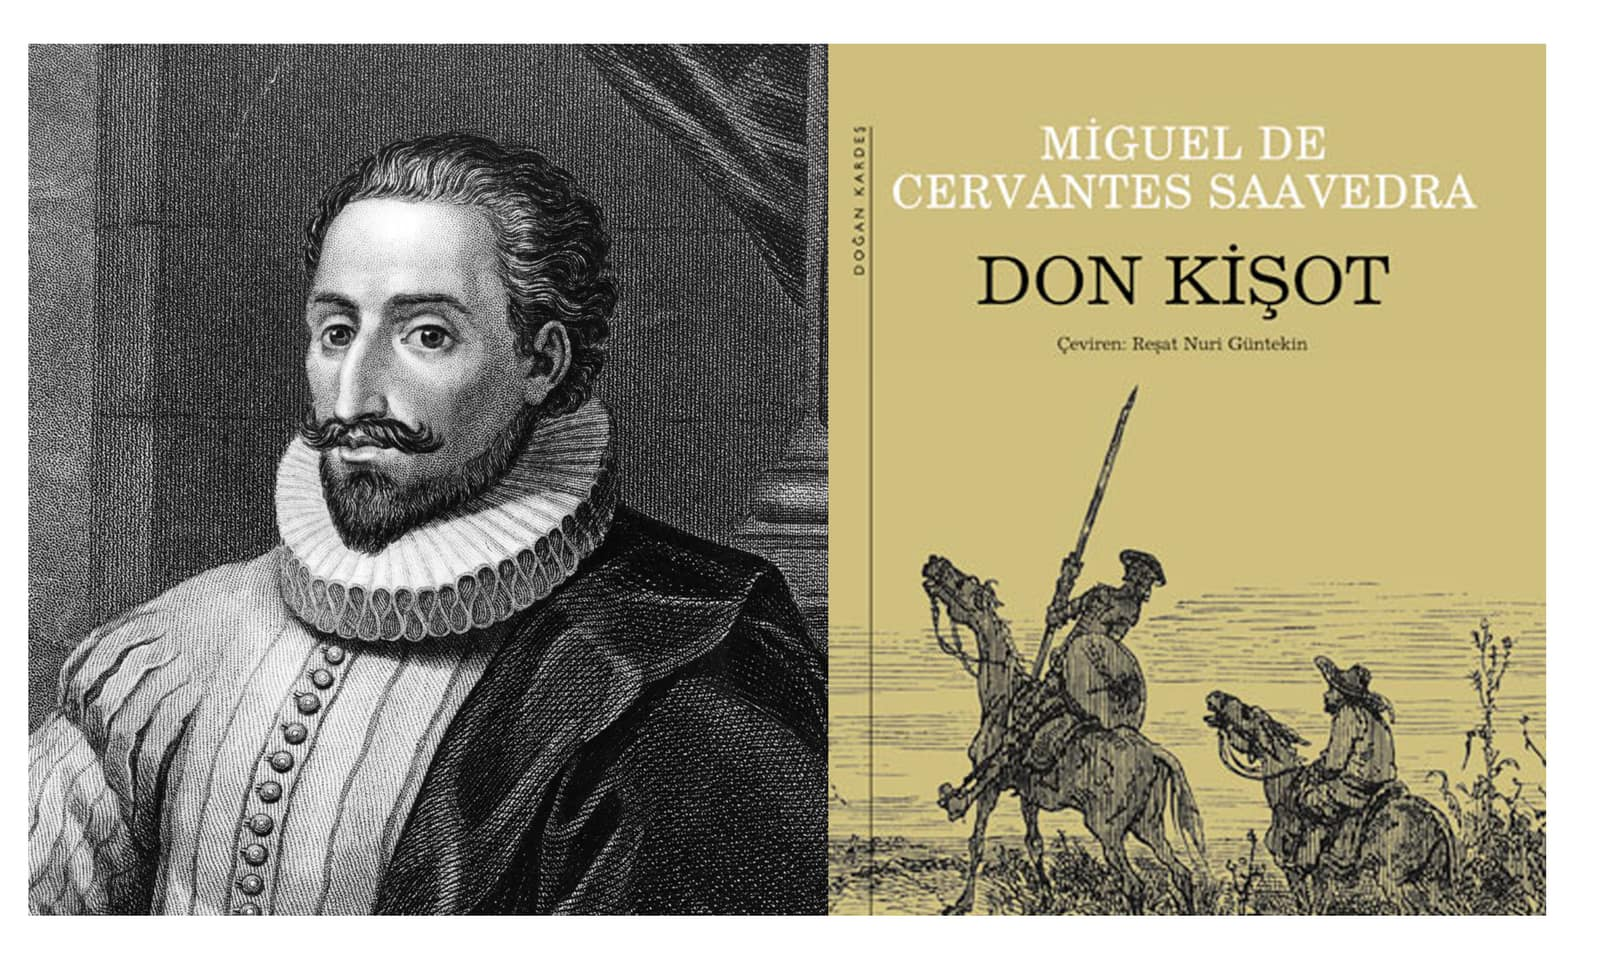 DOĞAN KARDEŞ
MİGUEL DE
CERVANTES SAAVEDRA
DON KİŞOT
Çeviren: Reşat Nuri Güntekin